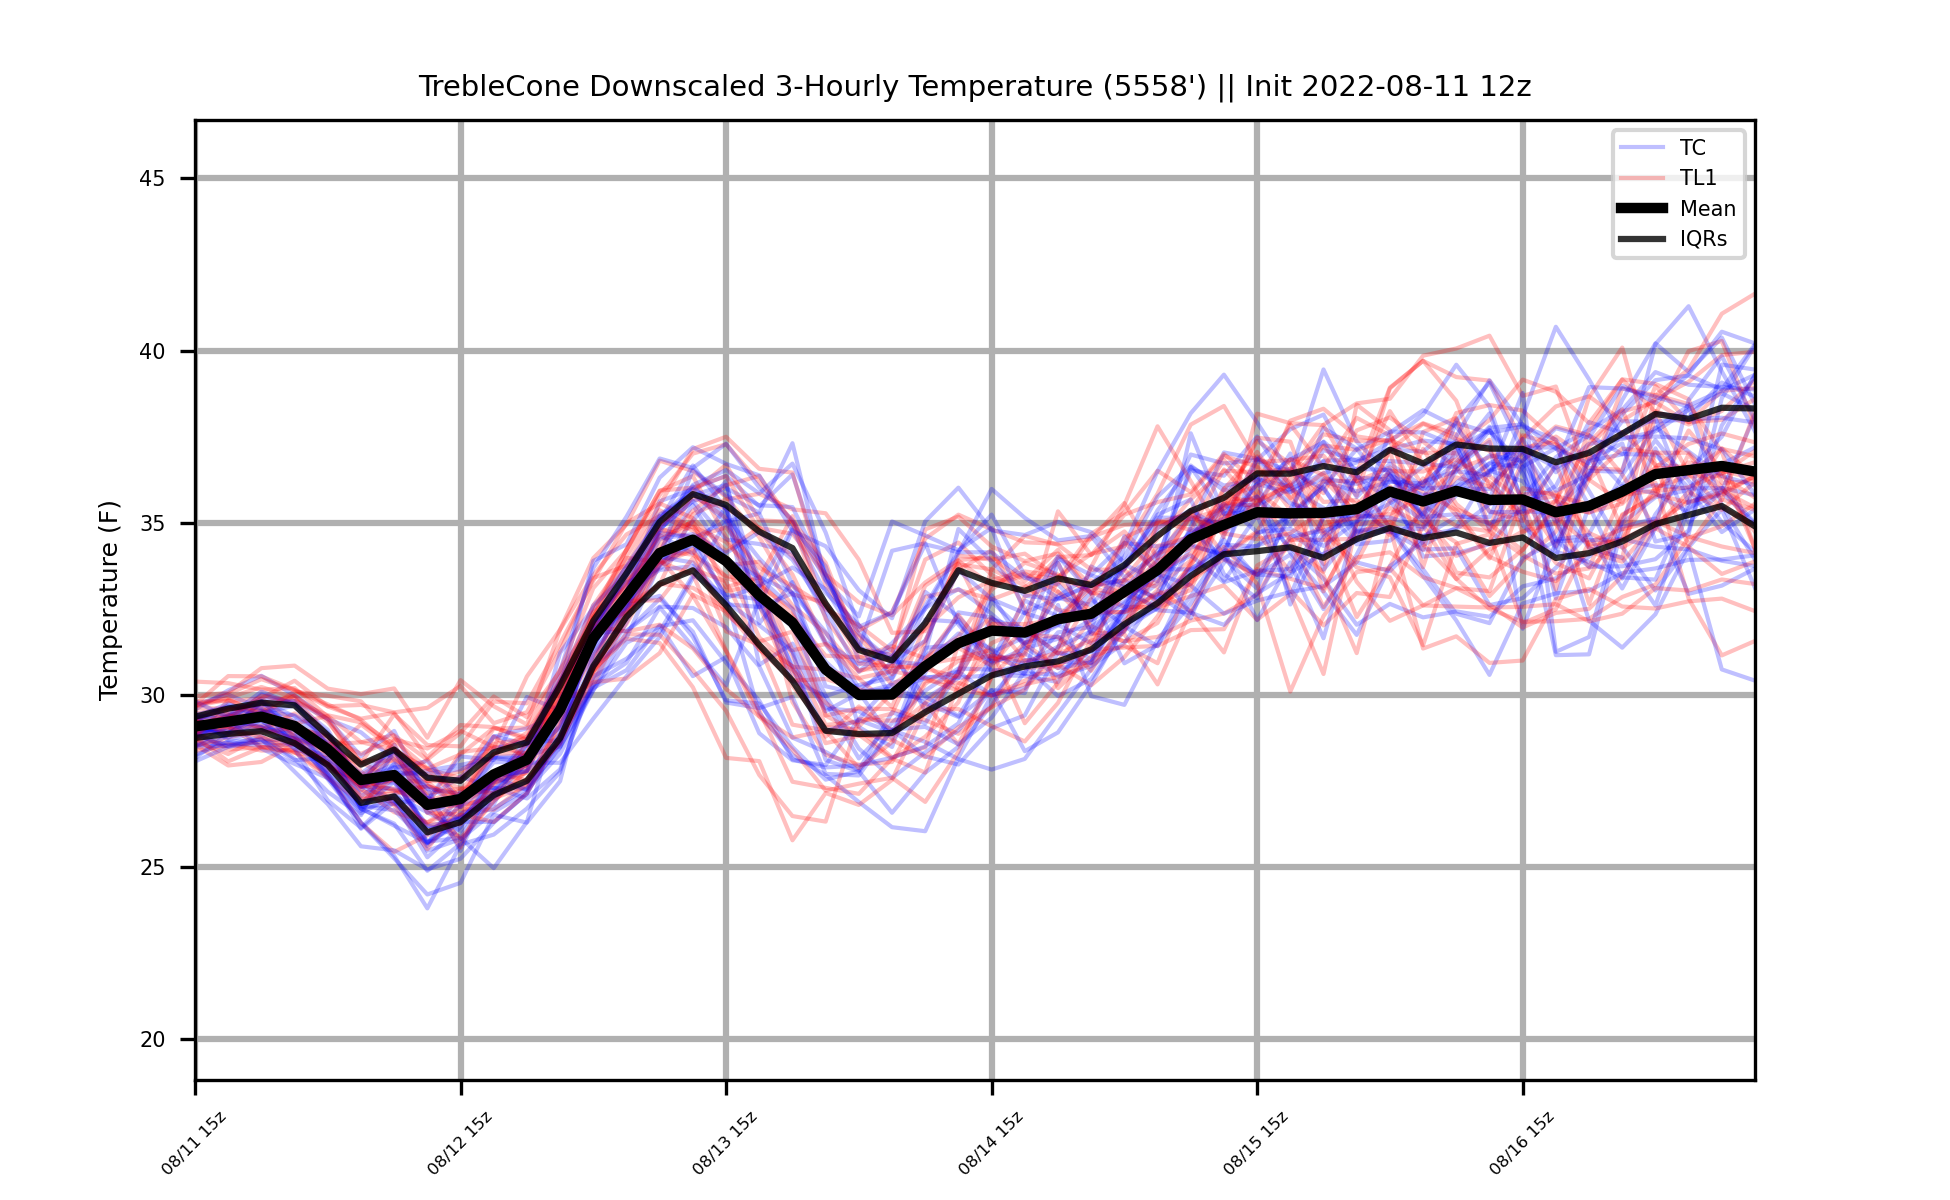 TrebleCone Downscaled 3-Hourly Temperature (5558') || Init 2022-08-11 12z
TC
TL1
Mean
IQRs
Temperature (F)
45
40
35
30
25
20
08/11 15z
08/12 15z
08/13 15z
08/14 15z
08/15 15z
08/16 15z